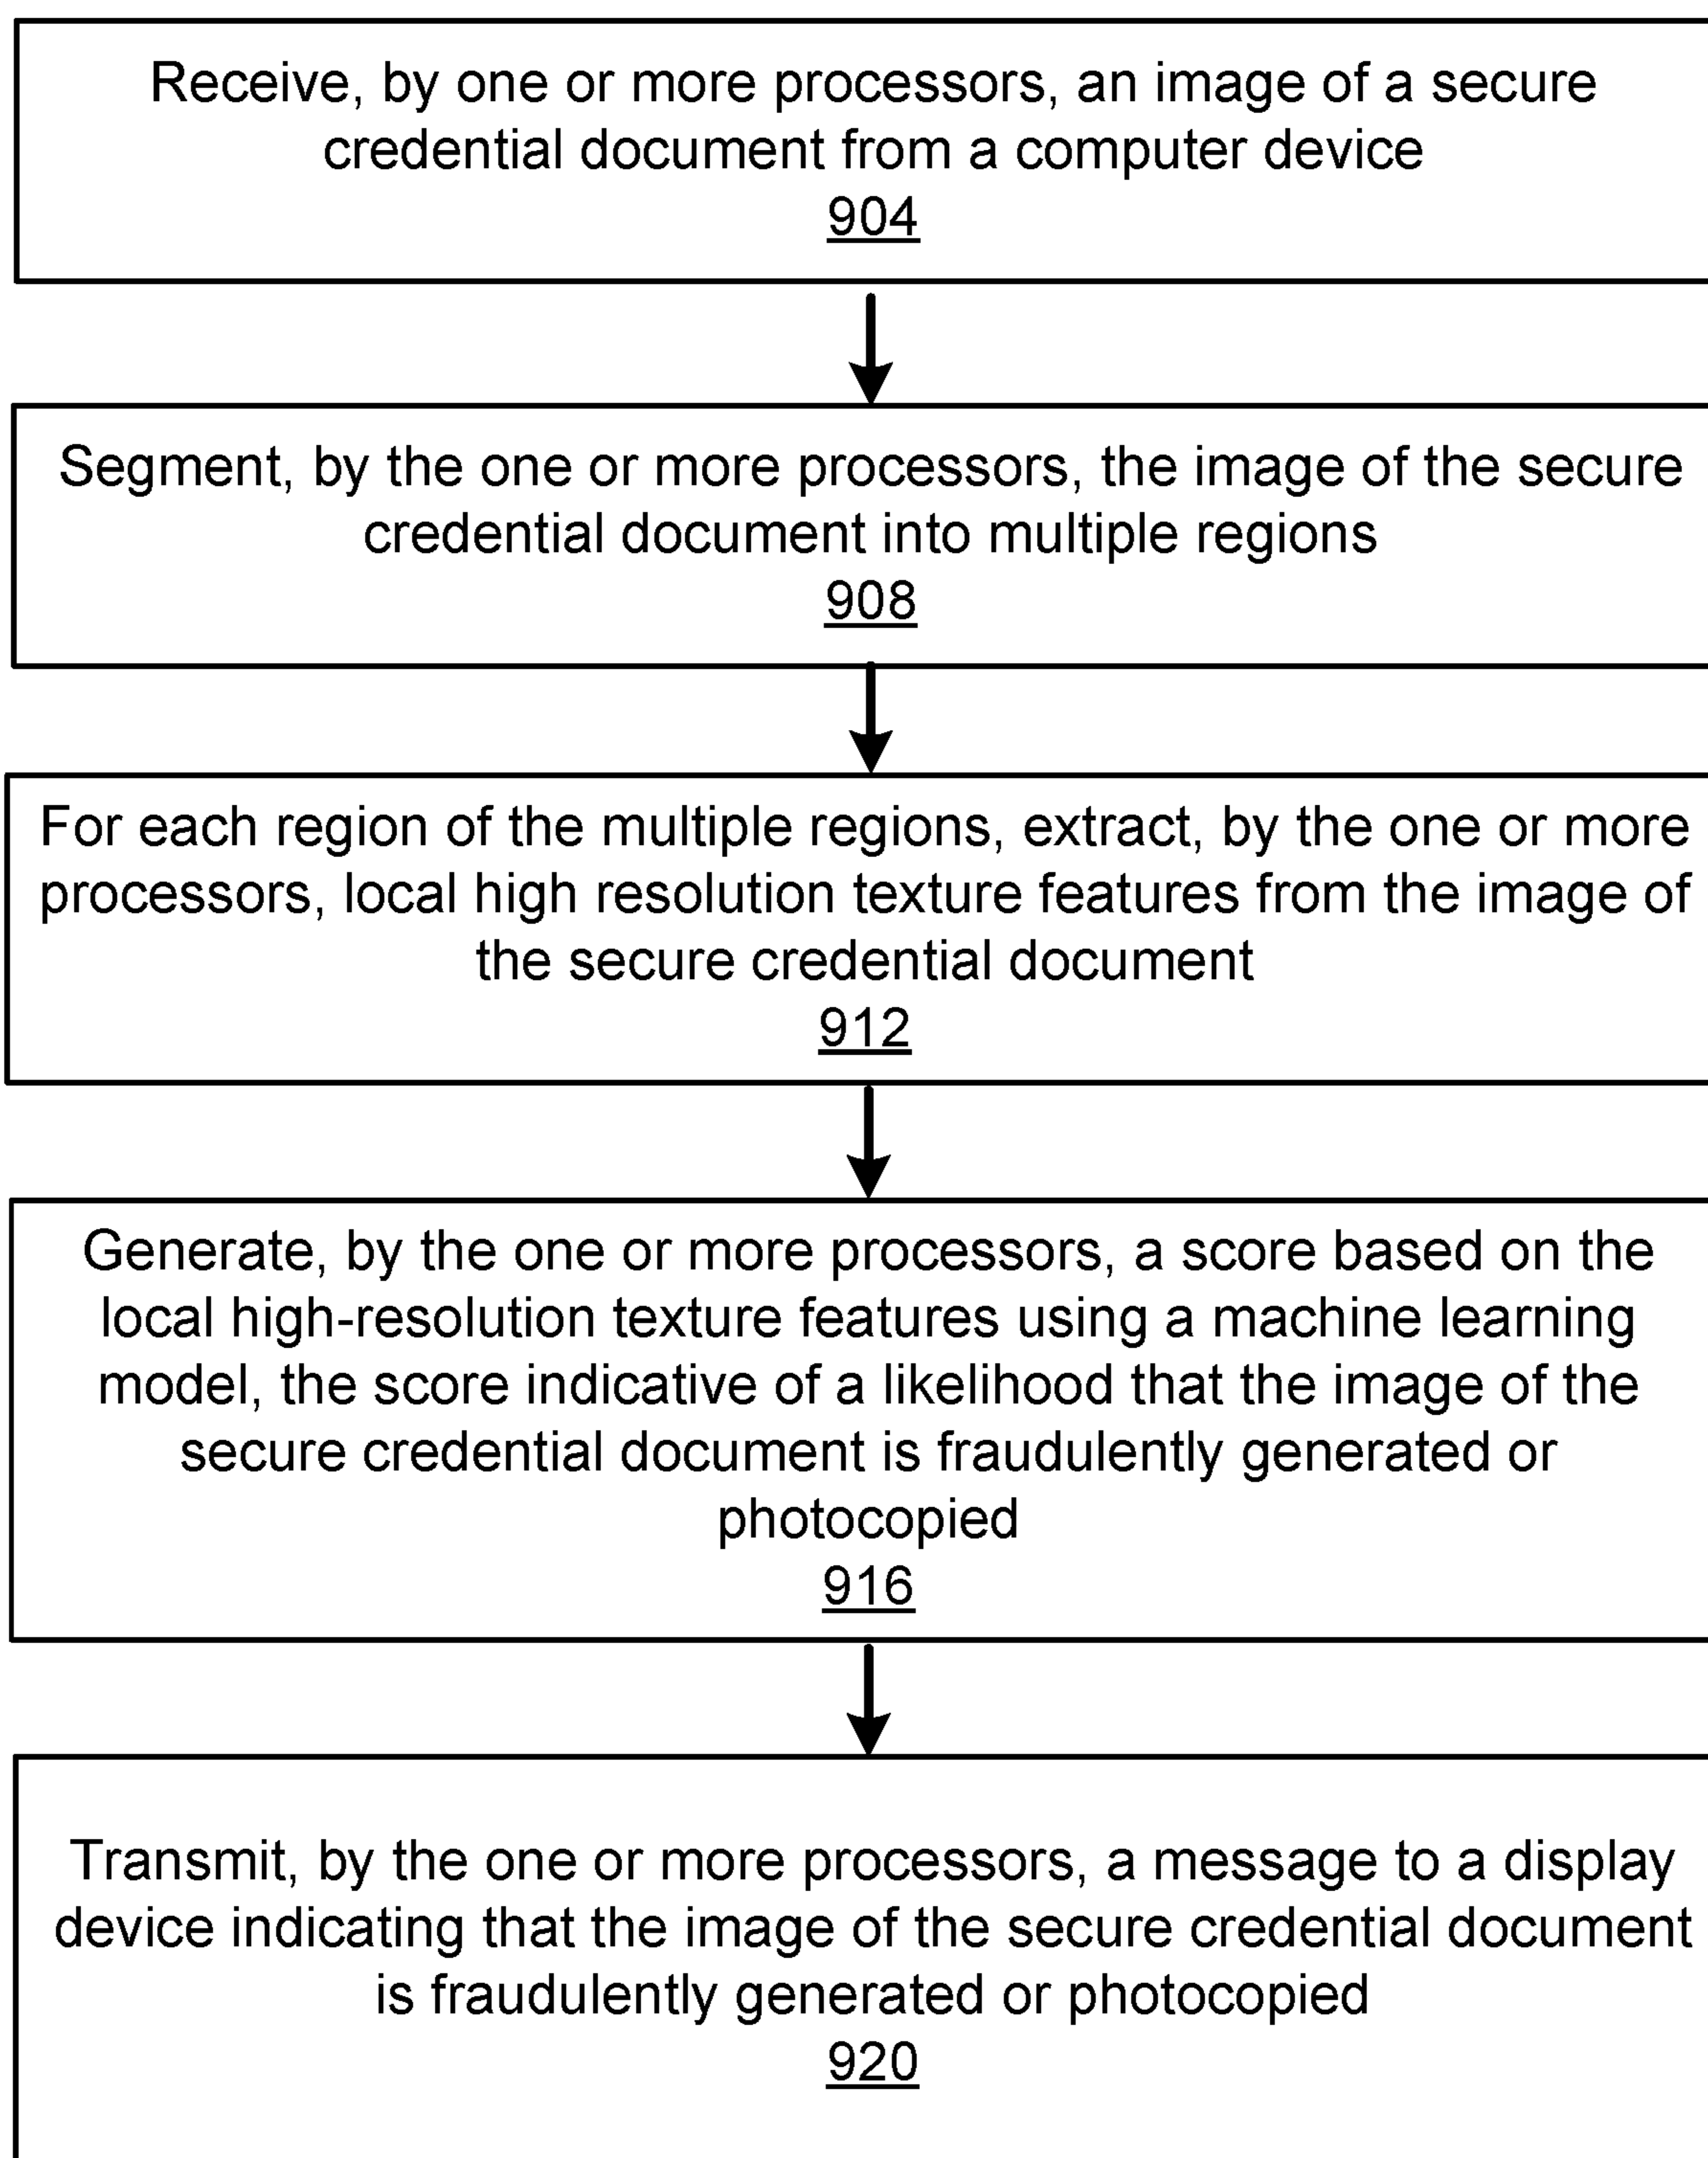 Receive, by one or more processors, an image of a secure
credential document from a computer device
904
Segment, by the one or more processors, the image of the secure
credential document into multiple regions
908
For each region of the multiple regions, extract, by the one or more
processors, local high resolution texture features from the image of
the secure credential document
912
Generate, by the one or more processors, a score based on the
local high-resolution texture features using a machine learning
model, the score indicative of a likelihood that the image of the
secure credential document is fraudulently generated or
photocopied
916
Transmit, by the one or more processors, a message to a display
device indicating that the image of the secure credential document
is fraudulently generated or photocopied
920